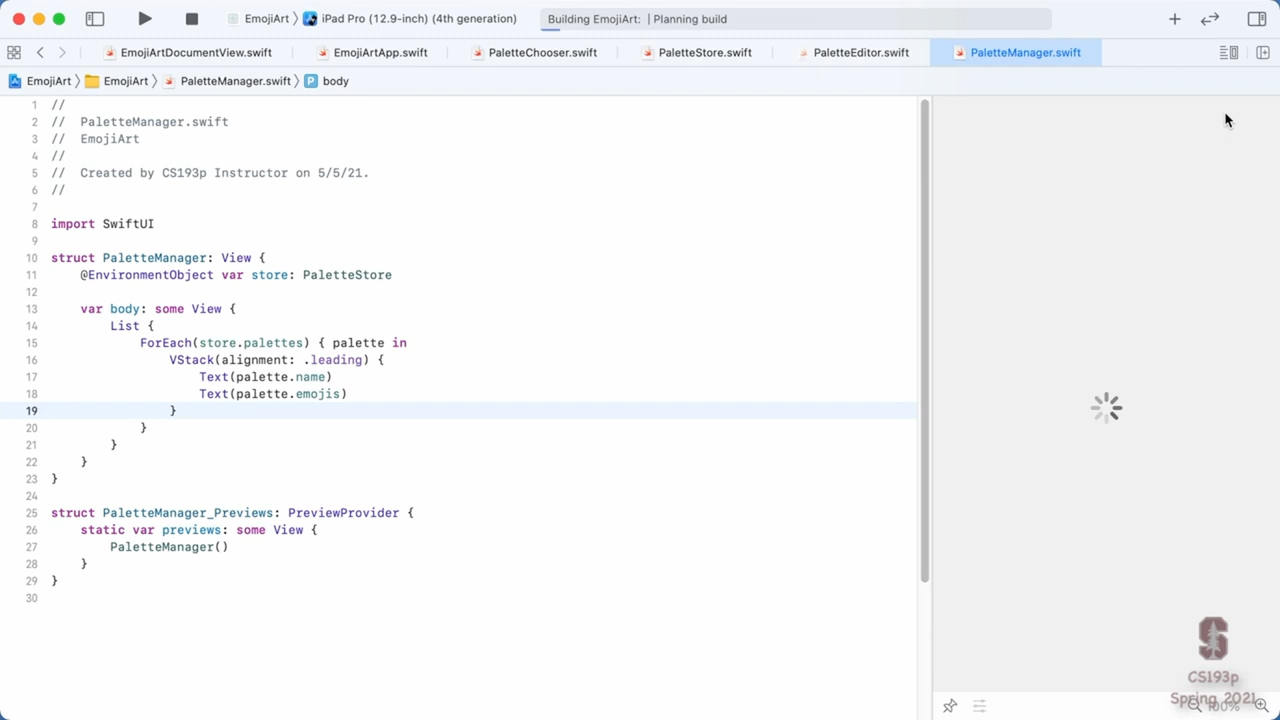 EmojiArt 〉 iPad Pro (12.9-inch) (4th generation)
Building EmojiArt: | Planning build
EmojiArtDocumentView.swift
EmojiArtApp.swift
PaletteChooser.swift
PaletteStore.swift
PaletteEditor.swift
PaletteManager.swift
EmojiArt 〉 EmojiArt 〉 PaletteManager.swift 〉 P body
1 //
2 //  PaletteManager.swift
3 //  EmojiArt
4 //
5 //  Created by CS193p Instructor on 5/5/21.
6 //
7
8 import SwiftUI
9
10 struct PaletteManager: View {
11     @EnvironmentObject var store: PaletteStore
12
13     var body: some View {
14         List {
15             ForEach(store.palettes) { palette in
16                 VStack(alignment: .leading) {
17                     Text(palette.name)
18                     Text(palette.emojis)
19                 }
20             }
21         }
22     }
23 }
24
25 struct PaletteManager_Previews: PreviewProvider {
26     static var previews: some View {
27         PaletteManager()
28     }
29 }
30
S
CS193p
Spring 2021
100%